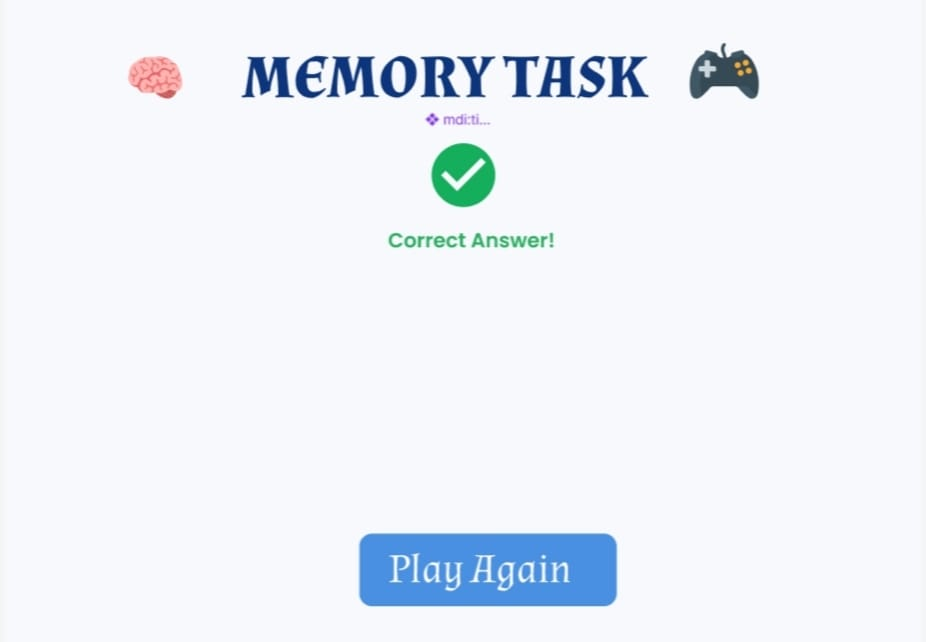 MEMORY TASK
mdi:ti...
Correct Answer!
Play Again